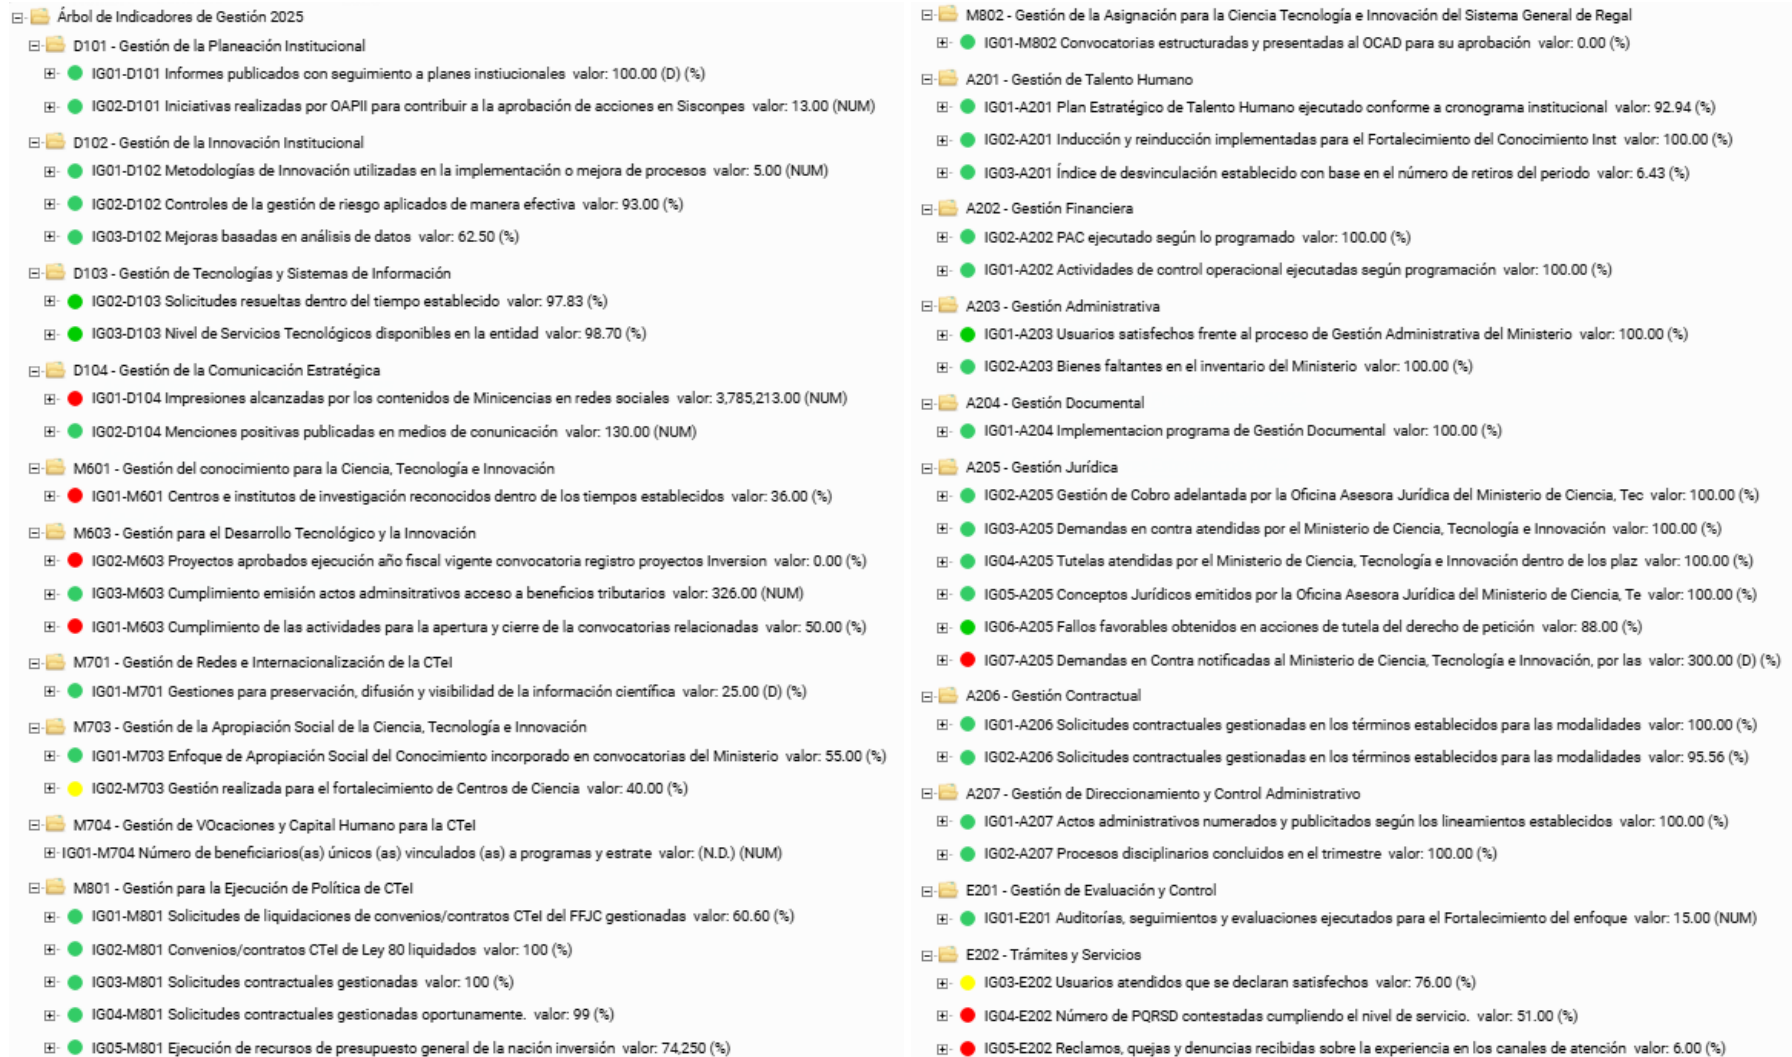 Árbol de Indicadores de Gestión 2025
D101 - Gestión de la Planeación Institucional
IG01-D101 Informes publicados con seguimiento a planes instiucionales valor: 100.00 (D) (%)
IG02-D101 Iniciativas realizadas por OAPII para contribuir a la aprobación de acciones en Sisconpes valor: 13.00 (NUM)
D102 - Gestión de la Innovación Institucional
IG01-D102 Metodologías de Innovación utilizadas en la implementación o mejora de procesos valor: 5.00 (NUM)
IG02-D102 Controles de la gestión de riesgo aplicados de manera efectiva valor: 93.00 (%)
IG03-D102 Mejoras basadas en análisis de datos valor: 62.50 (%)
D103 - Gestión de Tecnologías y Sistemas de Información
IG02-D103 Solicitudes resueltas dentro del tiempo establecido valor: 97.83 (%)
IG03-D103 Nivel de Servicios Tecnológicos disponibles en la entidad valor: 98.70 (%)
D104 - Gestión de la Comunicación Estratégica
IG01-D104 Impresiones alcanzadas por los contenidos de Minicencias en redes sociales valor: 3,785,213.00 (NUM)
IG02-D104 Menciones positivas publicadas en medios de conunicación valor: 130.00 (NUM)
M601 - Gestión del conocimiento para la Ciencia, Tecnología e Innovación
IG01-M601 Centros e institutos de investigación reconocidos dentro de los tiempos establecidos valor: 36.00 (%)
M603 - Gestión para el Desarrollo Tecnológico y la Innovación
IG02-M603 Proyectos aprobados ejecución año fiscal vigente convocatoria registro proyectos Inversion valor: 0.00 (%)
IG03-M603 Cumplimiento emisión actos adminsitrativos acceso a beneficios tributarios valor: 326.00 (NUM)
IG01-M603 Cumplimiento de las actividades para la apertura y cierre de la convocatorias relacionadas valor: 50.00 (%)
M701 - Gestión de Redes e Internacionalización de la CTeI
IG01-M701 Gestiones para preservación, difusión y visibilidad de la información científica valor: 25.00 (D) (%)
M703 - Gestión de la Apropiación Social de la Ciencia, Tecnología e Innovación
IG01-M703 Enfoque de Apropiación Social del Conocimiento incorporado en convocatorias del Ministerio valor: 55.00 (%)
IG02-M703 Gestión realizada para el fortalecimiento de Centros de Ciencia valor: 40.00 (%)
M704 - Gestión de VOcaciones y Capital Humano para la CTeI
IG01-M704 Número de beneficiarios(as) únicos (as) vinculados (as) a programas y estrate valor: (N.D.) (NUM)
M801 - Gestión para la Ejecución de Política de CTeI
IG01-M801 Solicitudes de liquidaciones de convenios/contratos CTeI del FFJC gestionadas valor: 60.60 (%)
IG02-M801 Convenios/contratos CTeI de Ley 80 liquidados valor: 100 (%)
IG03-M801 Solicitudes contractuales gestionadas valor: 100 (%)
IG04-M801 Solicitudes contractuales gestionadas oportunamente. valor: 99 (%)
IG05-M801 Ejecución de recursos de presupuesto general de la nación inversión valor: 74,250 (%)
M802 - Gestión de la Asignación para la Ciencia Tecnología e Innovación del Sistema General de Regal
IG01-M802 Convocatorias estructuradas y presentadas al OCAD para su aprobación valor: 0.00 (%)
A201 - Gestión de Talento Humano
IG01-A201 Plan Estratégico de Talento Humano ejecutado conforme a cronograma institucional valor: 92.94 (%)
IG02-A201 Inducción y reinducción implementadas para el Fortalecimiento del Conocimiento Inst valor: 100.00 (%)
IG03-A201 Índice de desvinculación establecido con base en el número de retiros del periodo valor: 6.43 (%)
A202 - Gestión Financiera
IG02-A202 PAC ejecutado según lo programado valor: 100.00 (%)
IG01-A202 Actividades de control operacional ejecutadas según programación valor: 100.00 (%)
A203 - Gestión Administrativa
IG01-A203 Usuarios satisfechos frente al proceso de Gestión Administrativa del Ministerio valor: 100.00 (%)
IG02-A203 Bienes faltantes en el inventario del Ministerio valor: 100.00 (%)
A204 - Gestión Documental
IG01-A204 Implementacion programa de Gestión Documental valor: 100.00 (%)
A205 - Gestión Jurídica
IG02-A205 Gestión de Cobro adelantada por la Oficina Asesora Jurídica del Ministerio de Ciencia, Tec valor: 100.00 (%)
IG03-A205 Demandas en contra atendidas por el Ministerio de Ciencia, Tecnología e Innovación valor: 100.00 (%)
IG04-A205 Tutelas atendidas por el Ministerio de Ciencia, Tecnología e Innovación dentro de los plaz valor: 100.00 (%)
IG05-A205 Conceptos Jurídicos emitidos por la Oficina Asesora Jurídica del Ministerio de Ciencia, Te valor: 100.00 (%)
IG06-A205 Fallos favorables obtenidos en acciones de tutela del derecho de petición valor: 88.00 (%)
IG07-A205 Demandas en Contra notificadas al Ministerio de Ciencia, Tecnología e Innovación, por las valor: 300.00 (D) (%)
A206 - Gestión Contractual
IG01-A206 Solicitudes contractuales gestionadas en los términos establecidos para las modalidades valor: 100.00 (%)
IG02-A206 Solicitudes contractuales gestionadas en los términos establecidos para las modalidades valor: 95.56 (%)
A207 - Gestión de Direccionamiento y Control Administrativo
IG01-A207 Actos administrativos numerados y publicitados según los lineamientos establecidos valor: 100.00 (%)
IG02-A207 Procesos disciplinarios concluidos en el trimestre valor: 100.00 (%)
E201 - Gestión de Evaluación y Control
IG01-E201 Auditorías, seguimientos y evaluaciones ejecutados para el Fortalecimiento del enfoque valor: 15.00 (NUM)
E202 - Trámites y Servicios
IG03-E202 Usuarios atendidos que se declaran satisfechos valor: 76.00 (%)
IG04-E202 Número de PQRSD contestadas cumpliendo el nivel de servicio. valor: 51.00 (%)
IG05-E202 Reclamos, quejas y denuncias recibidas sobre la experiencia en los canales de atención valor: 6.00 (%)